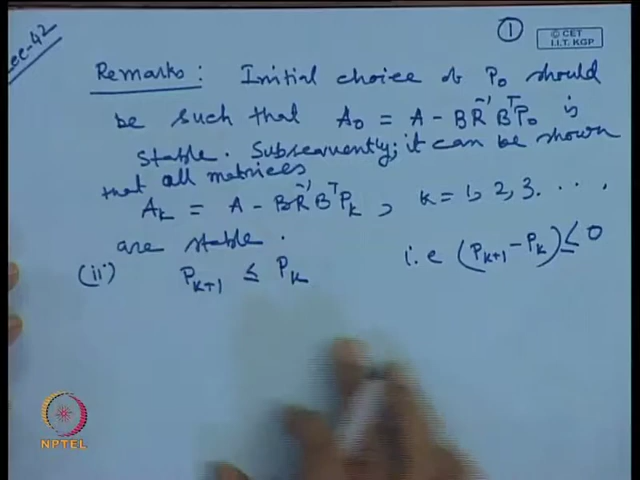 Lec-42
①
© CET
I.I.T. KGP
Remarks: Initial choice of P₀ should
be such that A₀ = A - BR⁻¹BᵀP₀ is
stable. Subsequently, it can be shown
that all matrices
Aₖ = A - BR⁻¹BᵀPₖ, k = 1, 2, 3. . . . .
are stable.
(ii) Pₖ₊₁ ≤ Pₖ i.e (Pₖ₊₁ - Pₖ) ≤ 0
NPTEL